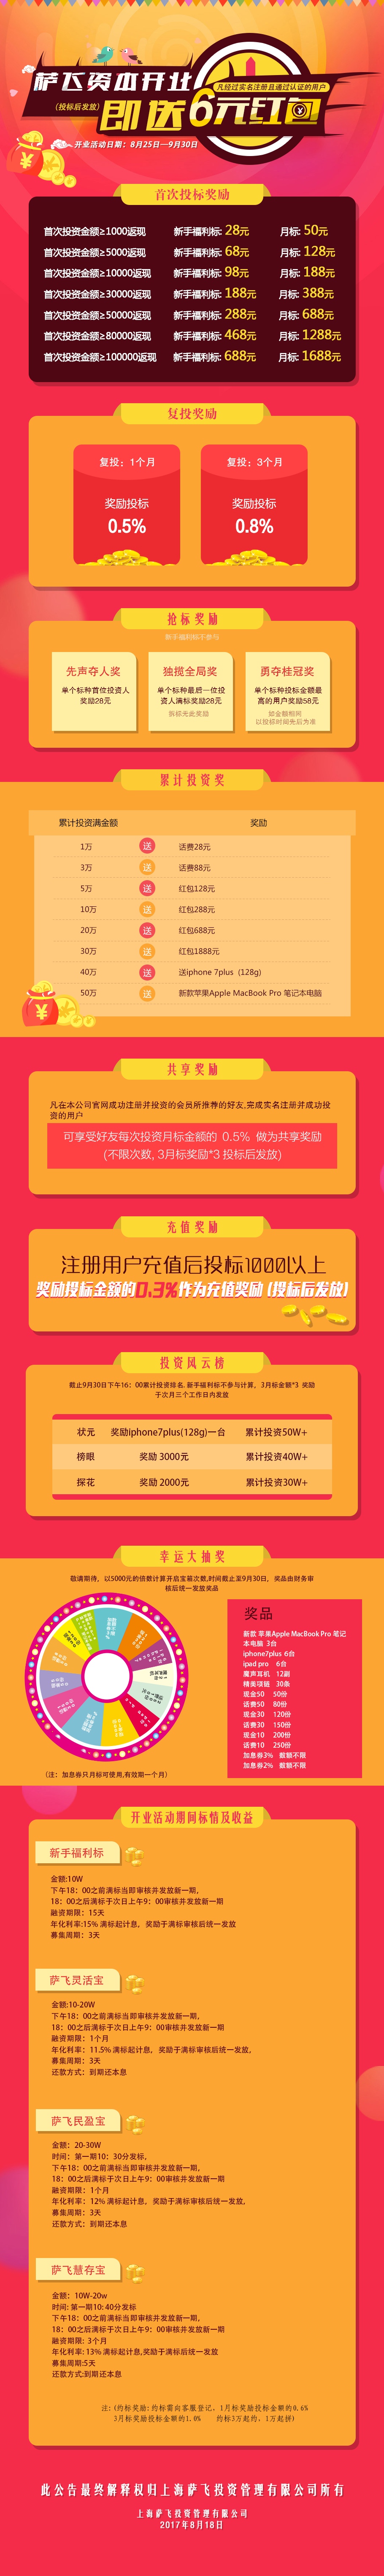 萨飞资本开业
凡经过实名注册且通过认证的用户
(投标后发放)
即送6元红包
开业活动日期：8月25日—9月30日
首次投标奖励
首次投资金额≥1000返现 新手福利标: 28元 月标: 50元
首次投资金额≥5000返现 新手福利标: 68元 月标: 128元
首次投资金额≥10000返现 新手福利标: 98元 月标: 188元
首次投资金额≥30000返现 新手福利标: 188元 月标: 388元
首次投资金额≥50000返现 新手福利标: 288元 月标: 688元
首次投资金额≥80000返现 新手福利标: 468元 月标: 1288元
首次投资金额≥100000返现 新手福利标: 688元 月标: 1688元
复投奖励
复投：1个月 复投：3个月
奖励投标 奖励投标
0.5% 0.8%
抢标奖励
新手福利标不参与
先声夺人奖
单个标种首位投资人
奖励28元
独揽全局奖
单个标种最后一位投
资人满标奖励28元
拆标无此奖励
勇夺桂冠奖
单个标种投标金额最
高的用户奖励58元
如金额相同
以投标时间先后为准
累计投资奖
累计投资满金额 奖励
1万 送 话费28元
3万 送 话费88元
5万 送 红包128元
10万 送 红包288元
20万 送 红包688元
30万 送 红包1888元
40万 送 送iphone 7plus (128g)
50万 送 新款苹果Apple MacBook Pro 笔记本电脑
共享奖励
凡在本公司官网成功注册并投资的会员所推荐的好友,完成实名注册并成功投
资的用户
可享受好友每次投资月标金额的 0.5% 做为共享奖励
(不限次数, 3月标奖励*3 投标后发放)
充值奖励
注册用户充值后投标1000以上
奖励投标金额的0.3%作为充值奖励 (投标后发放)
投资风云榜
截止9月30日下午16：00累计投资排名. 新手福利标不参与计算，3月标金额*3 奖励
于次月三个工作日内发放
状元 奖励iphone7plus(128g)一台 累计投资50W+
榜眼 奖励 3000元 累计投资40W+
探花 奖励 2000元 累计投资30W+
幸运大抽奖
敬请期待，以5000元的倍数计算开启宝箱次数,时间截止至9月30日，奖品由财务审
核后统一发放奖品
奖品
新款 苹果Apple MacBook Pro 笔记
本电脑 3台
iphone7plus 6台
ipad pro 6台
魔声耳机 12副
精美项链 30条
现金50 50份
话费50 80份
现金30 120份
话费30 150份
现金10 200份
话费10 250份
加息券3% 数额不限
加息券2% 数额不限
（注：加息券只月标可使用,有效期一个月）
开业活动期间标情及收益
新手福利标
金额:10W
下午18：00之前满标当即审核并发放新一期,
18：00之后满标于次日上午9：00审核并发放新一期
融资期限：15天
年化利率:15% 满标起计息，奖励于满标审核后统一发放
募集周期：3天
萨飞灵活宝
金额:10-20W
下午18：00之前满标当即审核并发放新一期,
18：00之后满标于次日上午9：00审核并发放新一期
融资期限：1个月
年化利率：11.5% 满标起计息，奖励于满标审核后统一发放,
募集周期：3天
还款方式：到期还本息
萨飞民盈宝
金额：20-30W
时间：第一期10：30分发标,
下午18：00之前满标当即审核并发放新一期,
18：00之后满标于次日上午9：00审核并发放新一期
融资期限：1个月
年化利率：12% 满标起计息，奖励于满标审核后统一发放,
募集周期：3天
还款方式：到期还本息
萨飞慧存宝
金额：10W-20w
时间: 第一期10: 40分发标
下午18：00之前满标当即审核并发放新一期,
18：00之后满标于次日上午9：00审核并发放新一期
融资期限: 3个月
年化利率: 13% 满标起计息,奖励于满标后统一发放
募集周期:5天
还款方式:到期还本息
注: (约标奖励: 约标需向客服登记，1月标奖励投标金额的0.6%
3月标奖励投标金额的1.0% 约标3万起约，1万起拼)
此公告最终解释权归上海萨飞投资管理有限公司所有
上海萨飞投资管理有限公司
2017年8月18日